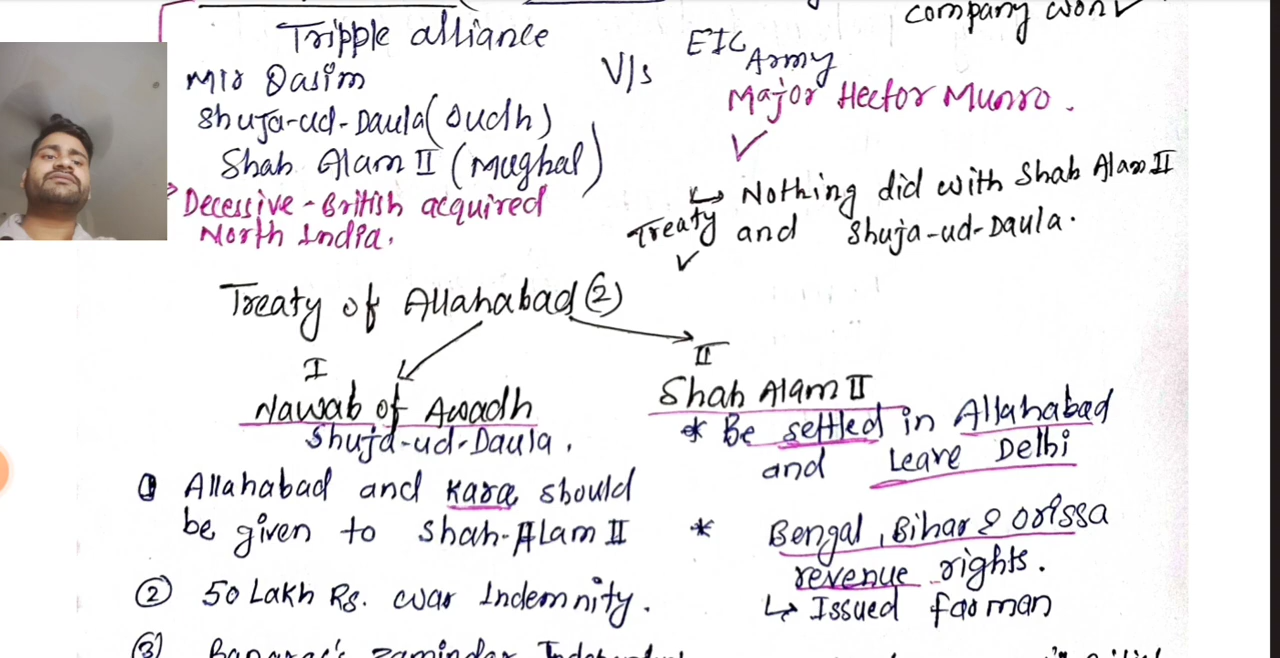 company won
Tripple alliance
V/s
EIC Army
Mir Qasim
Major Hector Munro.
Shuja-ud-Daula (Oudh)
Shah Alam II (Mughal)
Decessive - British acquired
North India.
↳ Nothing did with Shah Alam II
Treaty and Shuja-ud-Daula.
Treaty of Allahabad (2)
I
Nawab of Awadh
Shuja-ud-Daula.
① Allahabad and Kara should
be given to Shah-Alam II
② 50 Lakh Rs. war Indemnity.
③ Banaras's zamindar Independent
II
Shah Alam II
* Be settled in Allahabad
and Leave Delhi
* Bengal, Bihar & Orissa
revenue rights.
↳ Issued farman